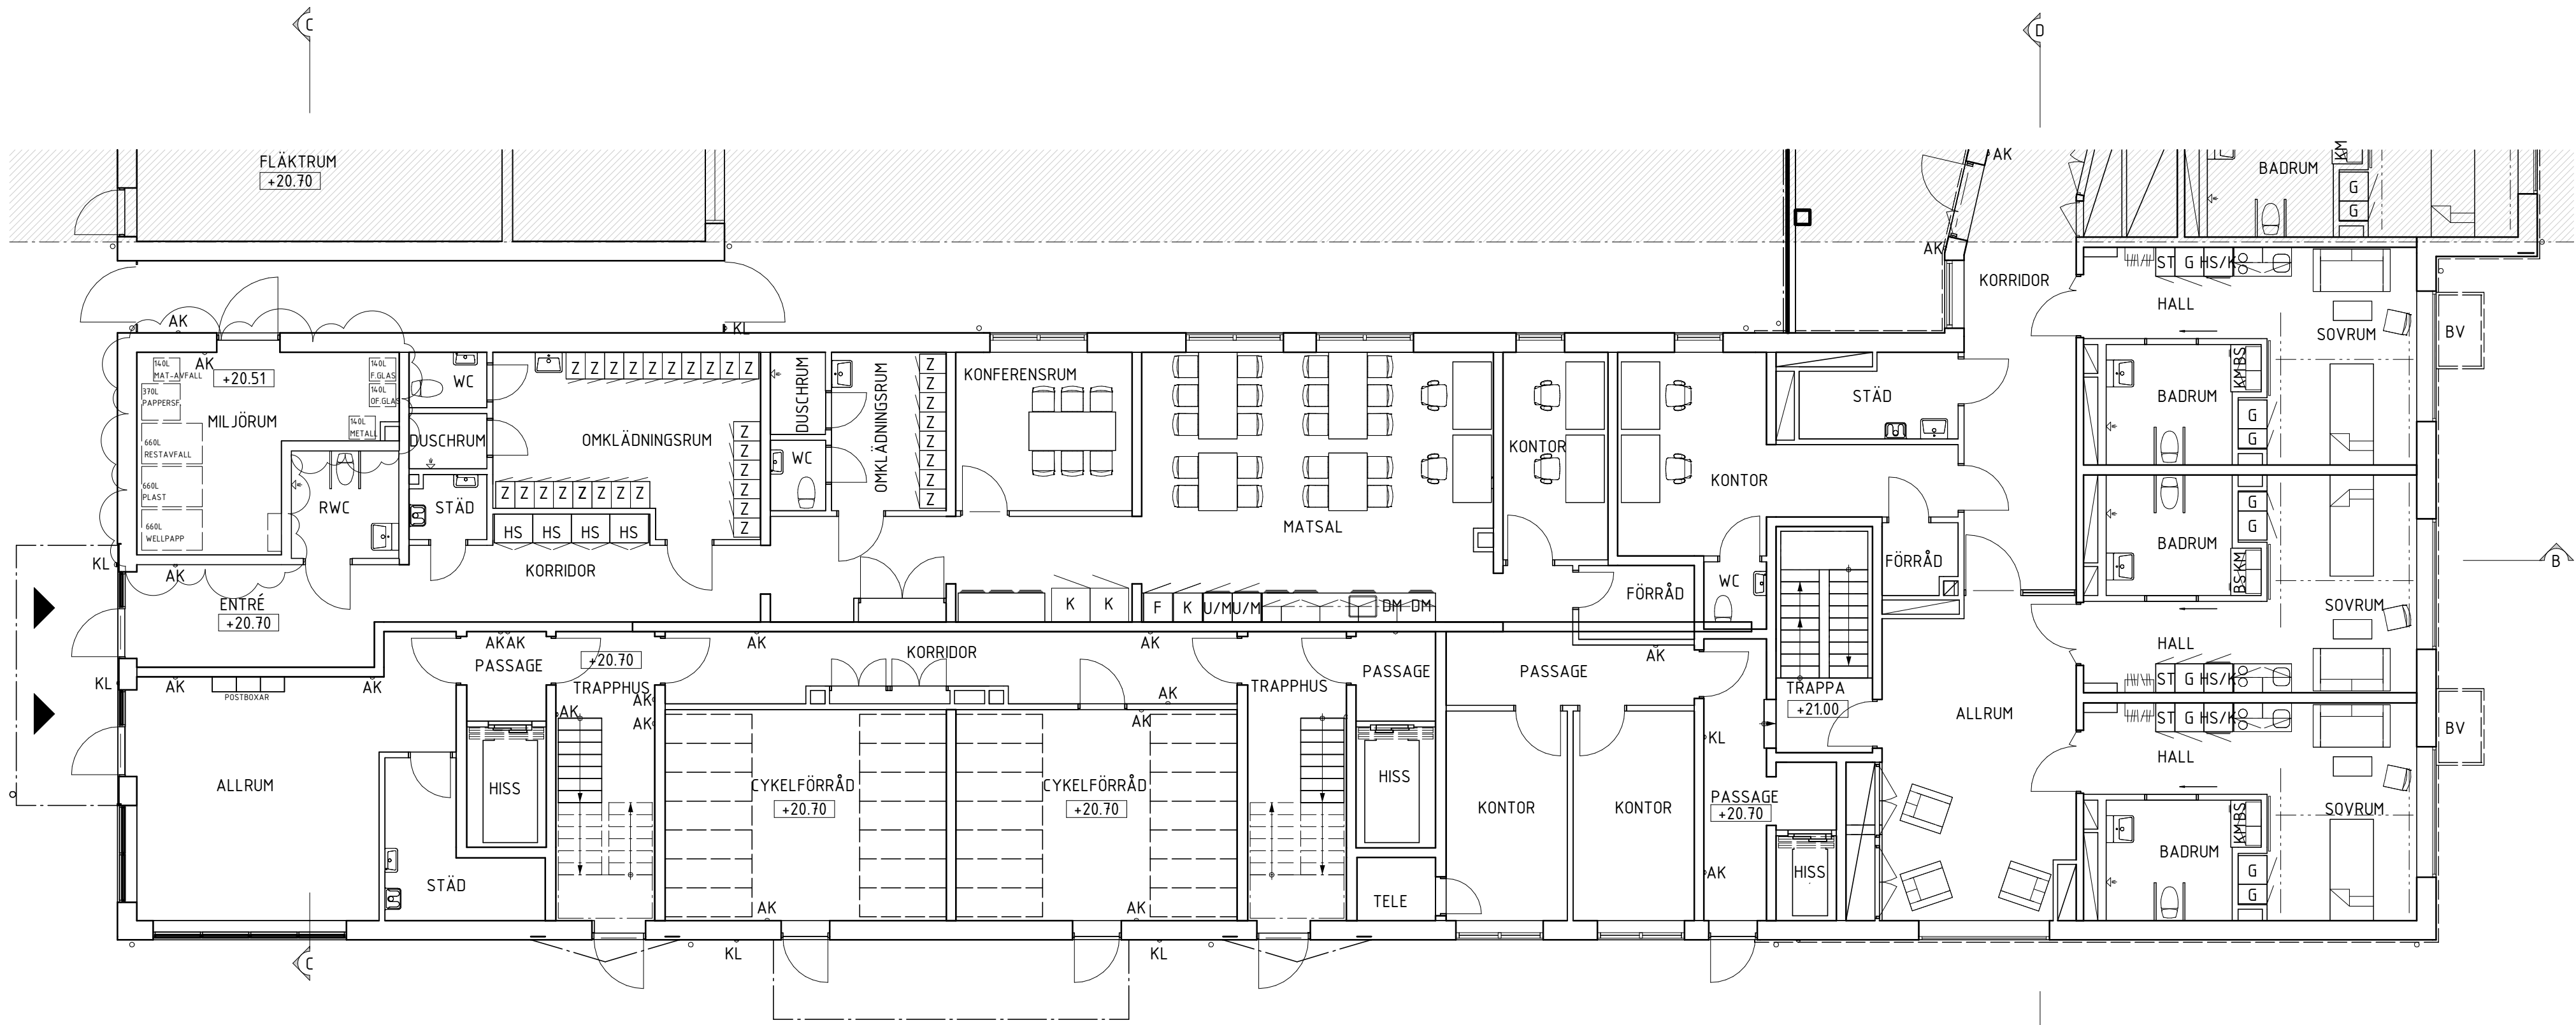 C
D
FLÄKTRUM
+20.70
AK
KM
BADRUM
G
G
AK
KORRIDOR
ST G HS/K
HALL
SOVRUM
BV
AK
KL
AK
140L
MAT-AVFALL
+20.51
140L
F.GLAS
370L
PAPPERSF.
140L
OF.GLAS
MILJÖRUM
140L
METALL
660L
RESTAVFALL
660L
PLAST
660L
WELLPAPP
WC
DUSCHRUM
RWC
STÄD
Z Z Z Z Z Z Z Z Z Z
OMKLÄDNINGSRUM
Z
Z
Z
Z
Z
Z
Z Z Z Z Z Z Z Z
HS HS HS HS
KORRIDOR
DUSCHRUM
WC
OMKLÄDNINGSRUM
Z
Z
Z
Z
Z
Z
Z
Z
KONFERENSRUM
MATSAL
KONTOR
KONTOR
STÄD
FÖRRÅD
FÖRRÅD
WC
K K
F K U/M U/M DM DM
BADRUM
KM BS
G
G
BADRUM
G
G
BS KM
SOVRUM
HALL
ST G HS/K
B
KL
AK
ENTRÉ
+20.70
KL
AK
AK
POSTBOXAR
ALLRUM
AK AK
PASSAGE
+20.70
TRAPPHUS
AK
AK
AK
HISS
STÄD
AK
KORRIDOR
AK
AK
AK
CYKELFÖRRÅD
+20.70
CYKELFÖRRÅD
+20.70
AK
AK
KL
KL
TRAPPHUS
PASSAGE
HISS
TELE
PASSAGE
AK
KONTOR
KONTOR
KL
PASSAGE
+20.70
AK
HISS
TRAPPA
+21.00
ALLRUM
ST G HS/K
HALL
SOVRUM
BADRUM
KM BS
G
G
BV
C